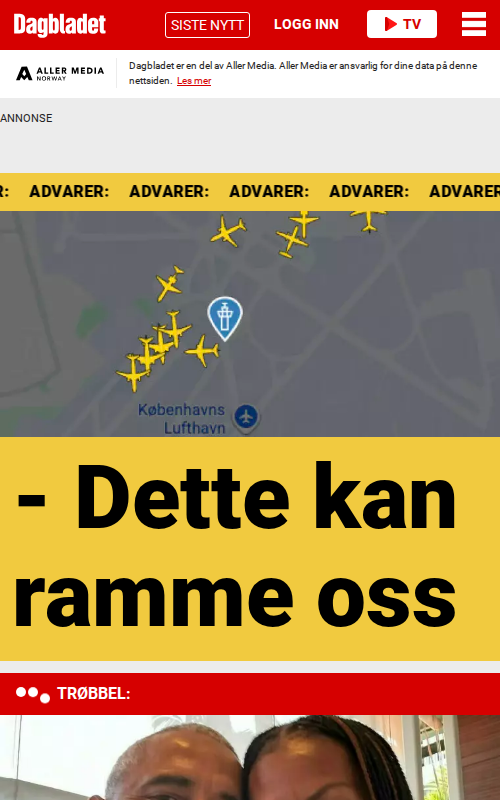 Dagbladet
SISTE NYTT
LOGG INN
TV
ALLER MEDIA
NORWAY
Dagbladet er en del av Aller Media. Aller Media er ansvarlig for dine data på denne
nettsiden. Les mer
ANNONSE
R: ADVARER: ADVARER: ADVARER: ADVARER: ADVARER
Københavns
Lufthavn
- Dette kan
ramme oss
TRØBBEL: